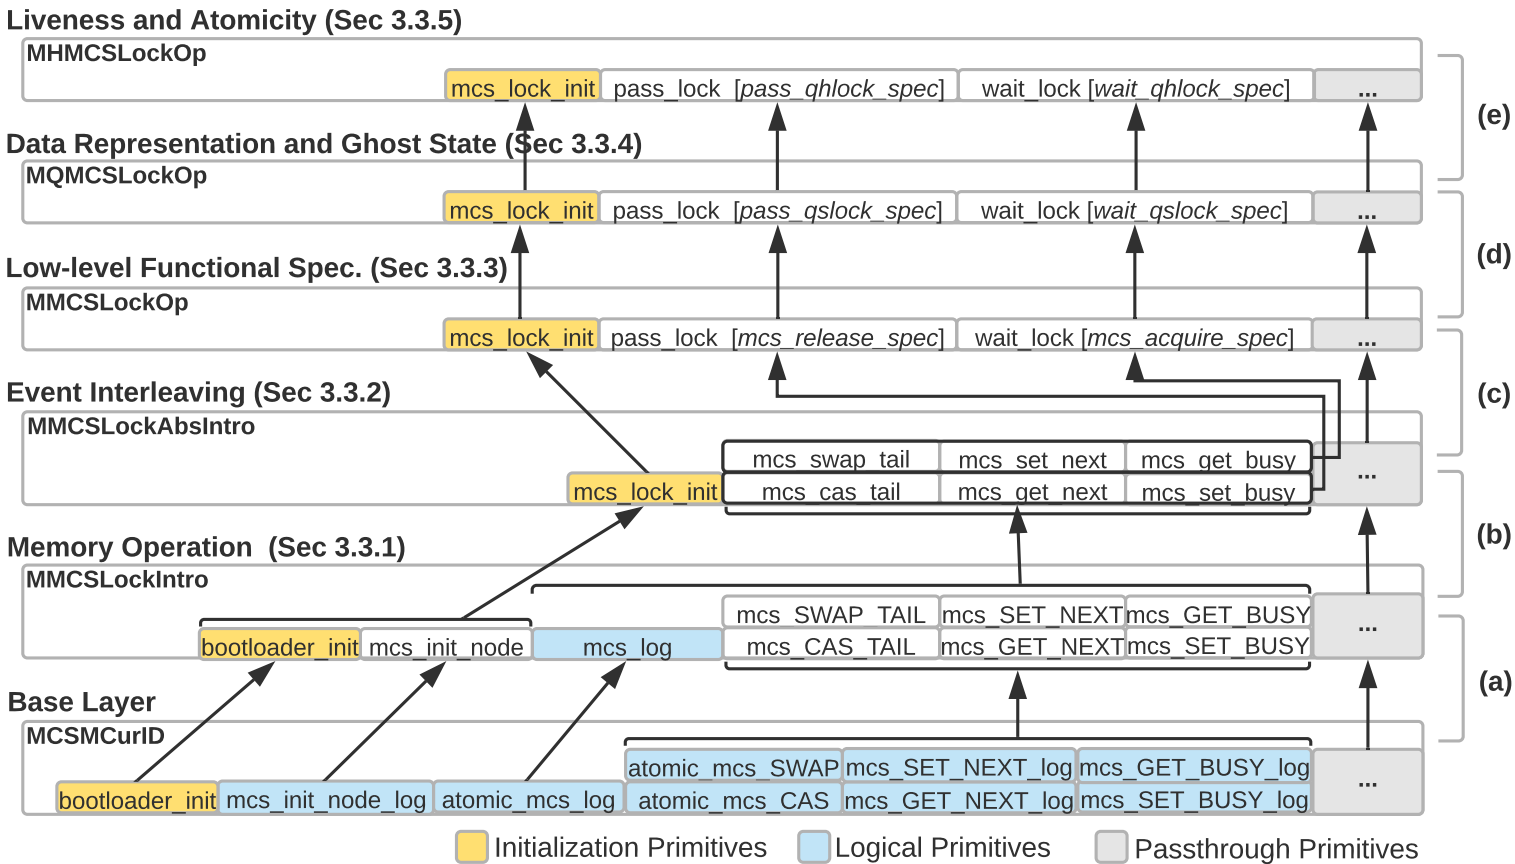 Liveness and Atomicity (Sec 3.3.5)
MHMCSLockOp
mcs_lock_init pass_lock [pass_qhlock_spec] wait_lock [wait_qhlock_spec] ...
(e)
Data Representation and Ghost State (Sec 3.3.4)
MQMCSLockOp
mcs_lock_init pass_lock [pass_qslock_spec] wait_lock [wait_qslock_spec] ...
(d)
Low-level Functional Spec. (Sec 3.3.3)
MMCSLockOp
mcs_lock_init pass_lock [mcs_release_spec] wait_lock [mcs_acquire_spec] ...
(c)
Event Interleaving (Sec 3.3.2)
MMCSLockAbsIntro
mcs_swap_tail mcs_set_next mcs_get_busy
...
mcs_lock_init mcs_cas_tail mcs_get_next mcs_set_busy
(b)
Memory Operation (Sec 3.3.1)
MMCSLockIntro
mcs_SWAP_TAIL mcs_SET_NEXT mcs_GET_BUSY
...
bootloader_init mcs_init_node mcs_log mcs_CAS_TAIL mcs_GET_NEXT mcs_SET_BUSY
(a)
Base Layer
MCSMCurID
atomic_mcs_SWAP mcs_SET_NEXT_log mcs_GET_BUSY_log
...
bootloader_init mcs_init_node_log atomic_mcs_log atomic_mcs_CAS mcs_GET_NEXT_log mcs_SET_BUSY_log
Initialization Primitives Logical Primitives Passthrough Primitives